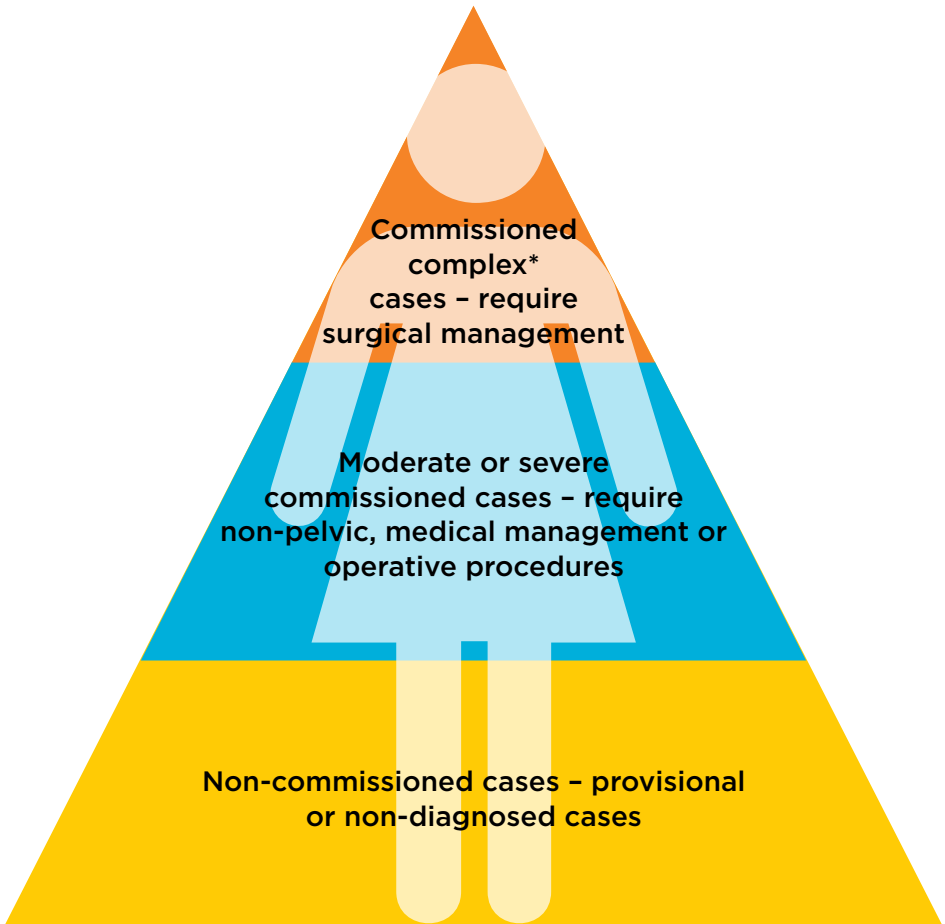 Commissioned
complex*
cases – require
surgical management
Moderate or severe
commissioned cases – require
non-pelvic, medical management or
operative procedures
Non-commissioned cases – provisional
or non-diagnosed cases